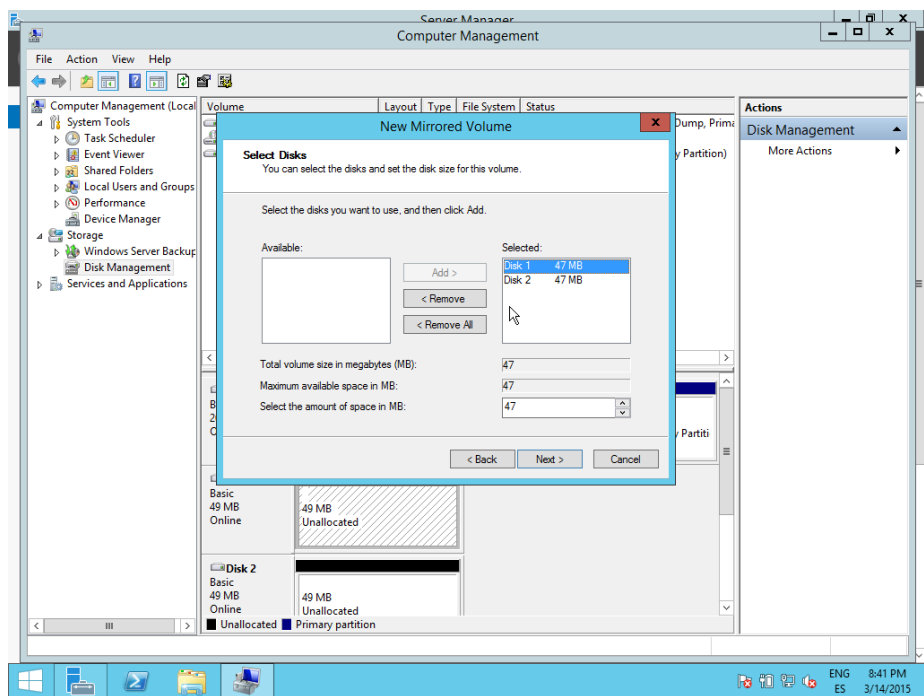 Server Manager
Computer Management
File Action View Help
Computer Management (Local
System Tools
Task Scheduler
Event Viewer
Shared Folders
Local Users and Groups
Performance
Device Manager
Storage
Windows Server Backup
Disk Management
Services and Applications
Volume Layout Type File System Status
Dump, Prima
y Partition)
Actions
Disk Management
More Actions
New Mirrored Volume
Select Disks
You can select the disks and set the disk size for this volume.
Select the disks you want to use, and then click Add.
Available:
Selected:
Add >
< Remove
< Remove All
Disk 1 47 MB
Disk 2 47 MB
Total volume size in megabytes (MB): 47
Maximum available space in MB: 47
Select the amount of space in MB: 47
< Back Next > Cancel
y Partiti
Basic
49 MB
Online
49 MB
Unallocated
Disk 2
Basic
49 MB
Online
49 MB
Unallocated
Unallocated Primary partition
ENG
ES
8:41 PM
3/14/2015